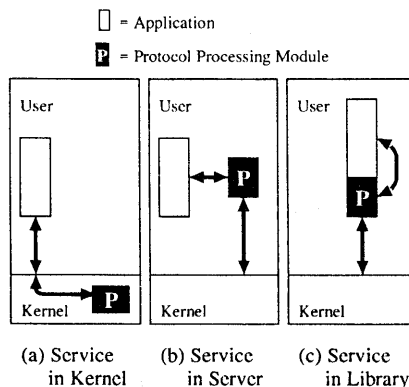 = Application
P = Protocol Processing Module
User User User
P
P
P
Kernel Kernel Kernel
(a) Service (b) Service (c) Service
in Kernel in Server in Library